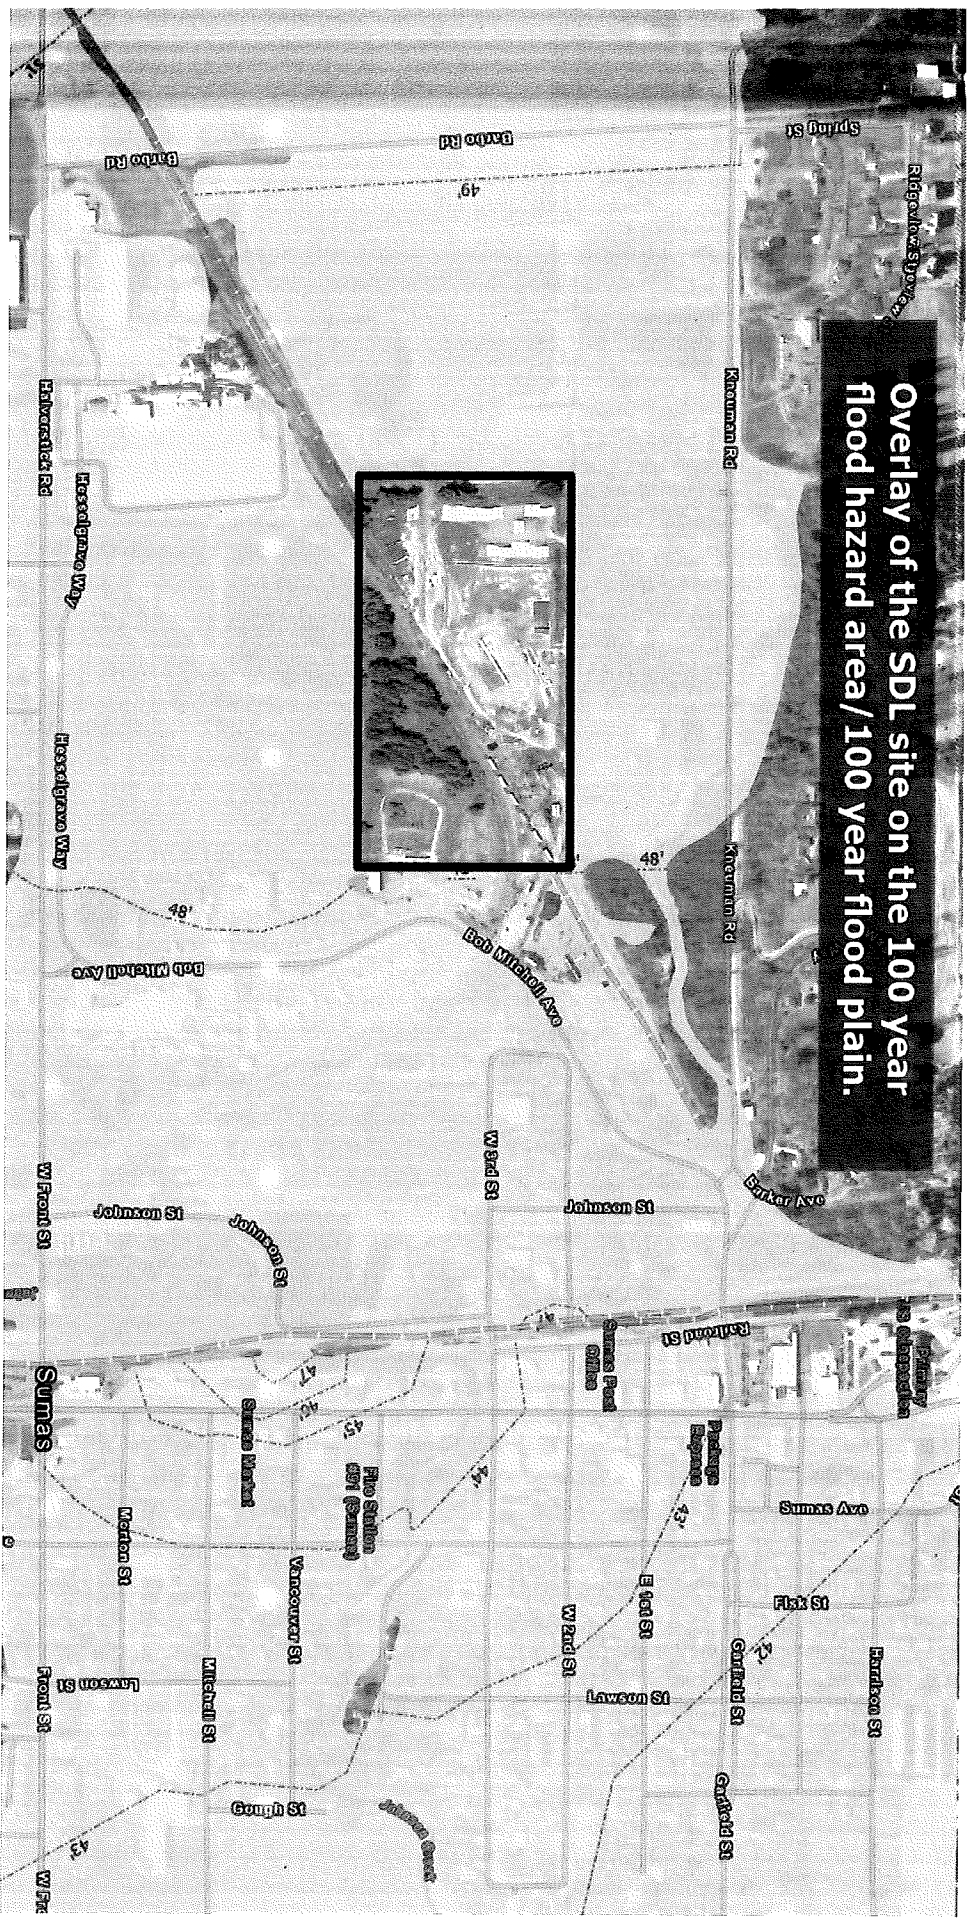 Overlay of the SDL site on the 100 year
flood hazard area/100 year flood plain.
Spring St
Barbo Rd
Barbo Rd
49'
51'
Kneuman Rd
Kneuman Rd
Halverstick Rd
Hesselgrave Way
Hesselgrave Way
48'
48'
Bob Mitchell Ave
Bob Mitchell Ave
Barker Ave
W 3rd St
Johnson St
Johnson St
Johnson St
W Front St
Railroad St
Sumas Post
Office
Package
Express
Sumas
Sumas Market
Fire Station
47'
46'
45'
44'
43'
42'
Sumas Ave
Morton St
Vancouver St
E 1st St
Fisk St
W 2nd St
Garfield St
Harrison St
Lawson St
Lawson St
Mitchell St
Front St
Garfield St
Gough St
Johnson Creek
43'